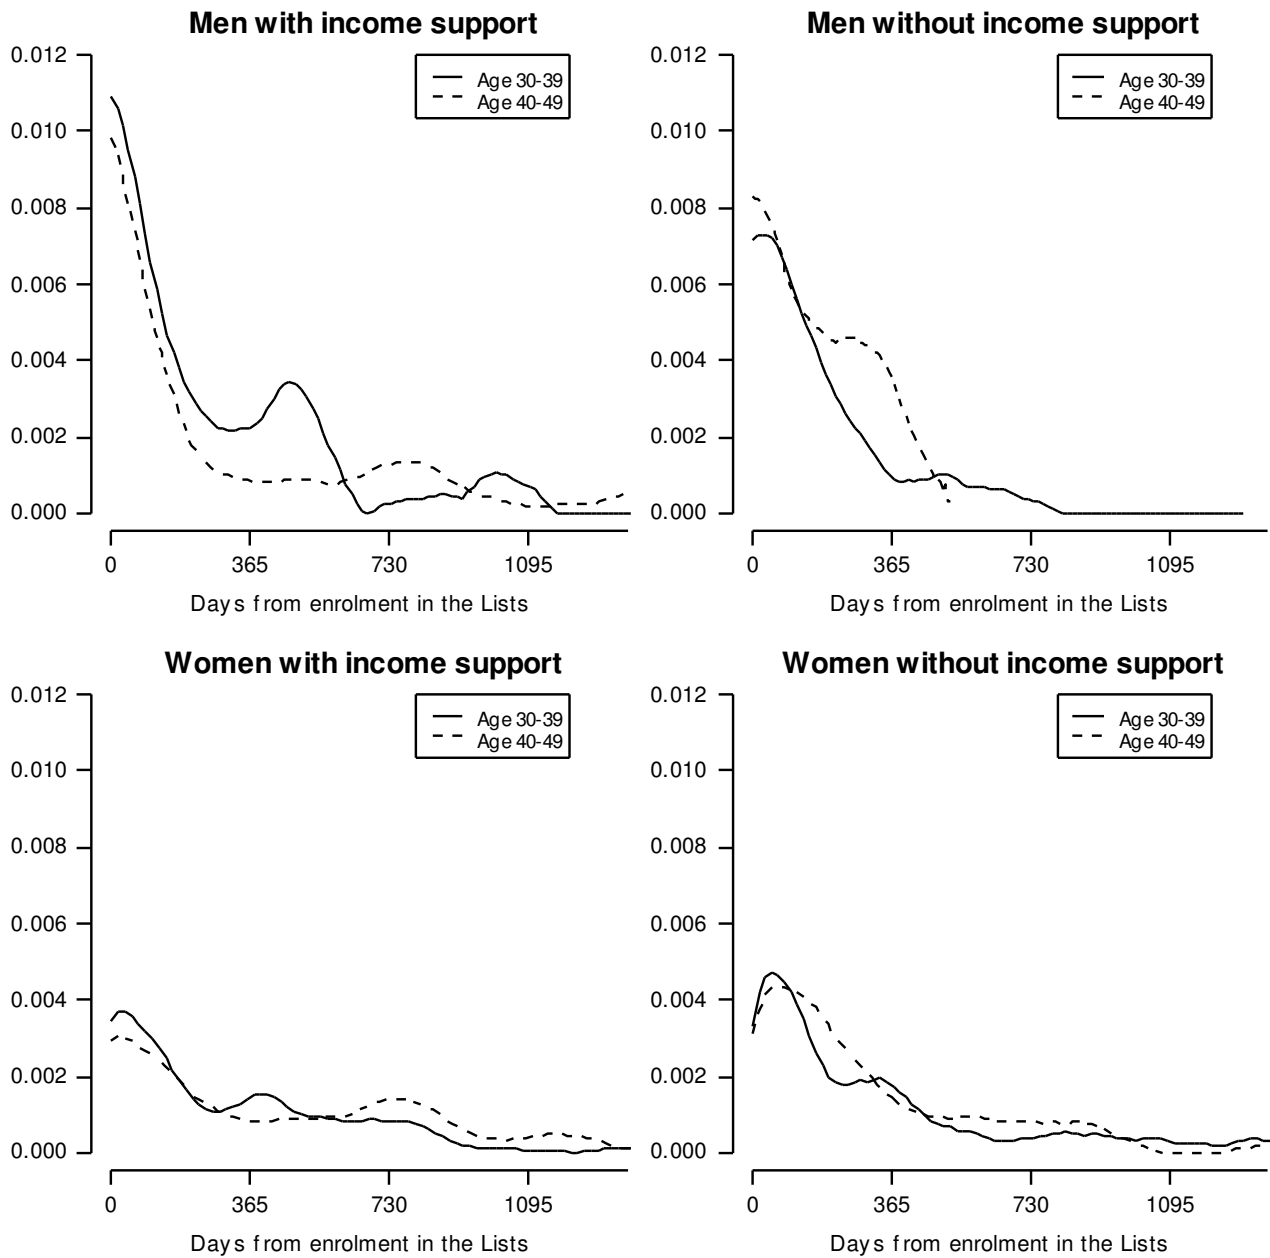 Men with income support
0.012
0.010
0.008
0.006
0.004
0.002
0.000
Age 30-39
Age 40-49
0
365
730
1095
Days from enrolment in the Lists
Men without income support
0.012
0.010
0.008
0.006
0.004
0.002
0.000
Age 30-39
Age 40-49
0
365
730
1095
Days from enrolment in the Lists
Women with income support
0.012
0.010
0.008
0.006
0.004
0.002
0.000
Age 30-39
Age 40-49
0
365
730
1095
Days from enrolment in the Lists
Women without income support
0.012
0.010
0.008
0.006
0.004
0.002
0.000
Age 30-39
Age 40-49
0
365
730
1095
Days from enrolment in the Lists